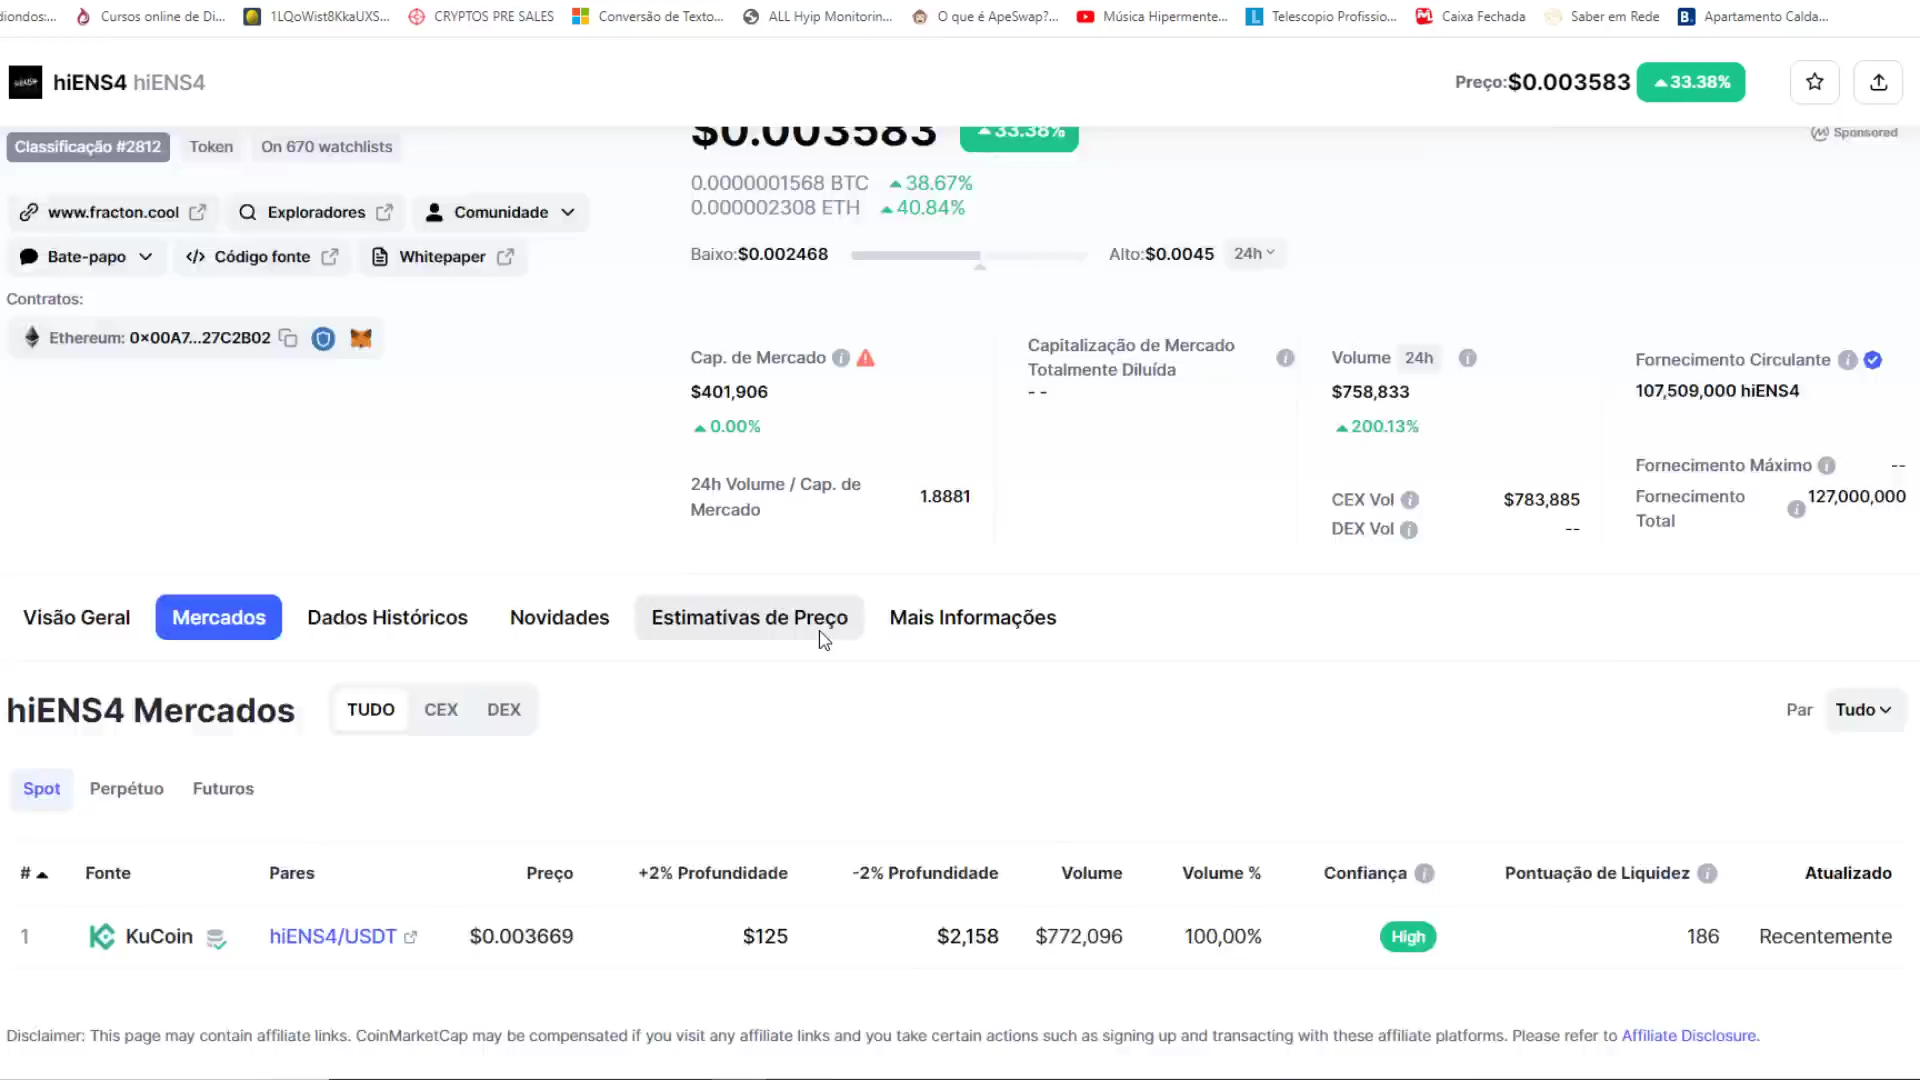 diondos:...
Cursos online de Di...
1LQoWist8KkaUXS...
CRYPTOS PRE SALES
Conversão de Texto...
ALL Hyip Monitorin...
O que é ApeSwap?...
Música Hipermente...
Telescopio Profissio...
Caixa Fechada
Saber em Rede
Apartamento Calda...
hiENS4 hiENS4
Preço:$0.003583
33.38%
Classificação #2812
Token
On 670 watchlists
$0.003583
33.38%
Sponsored
0.0000001568 BTC 38.67%
0.000002308 ETH 40.84%
www.fracton.cool
Exploradores
Comunidade
Baixo:$0.002468
Alto:$0.0045
24h
Bate-papo
Código fonte
Whitepaper
Contratos:
Ethereum: 0×00A7...27C2B02
Cap. de Mercado
$401,906
0.00%
24h Volume / Cap. de
Mercado
1.8881
Capitalização de Mercado
Totalmente Diluída
- -
Volume 24h
$758,833
200.13%
CEX Vol
$783,885
DEX Vol
--
Fornecimento Circulante
107,509,000 hiENS4
Fornecimento Máximo
--
Fornecimento
Total
127,000,000
Visão Geral
Mercados
Dados Históricos
Novidades
Estimativas de Preço
Mais Informações
hiENS4 Mercados
TUDO
CEX
DEX
Par
Tudo
Spot
Perpétuo
Futuros
# Fonte Pares Preço +2% Profundidade -2% Profundidade Volume Volume % Confiança Pontuação de Liquidez Atualizado
1 KuCoin hiENS4/USDT $0.003669 $125 $2,158 $772,096 100,00% High 186 Recentemente
Disclaimer: This page may contain affiliate links. CoinMarketCap may be compensated if you visit any affiliate links and you take certain actions such as signing up and transacting with these affiliate platforms. Please refer to Affiliate Disclosure.